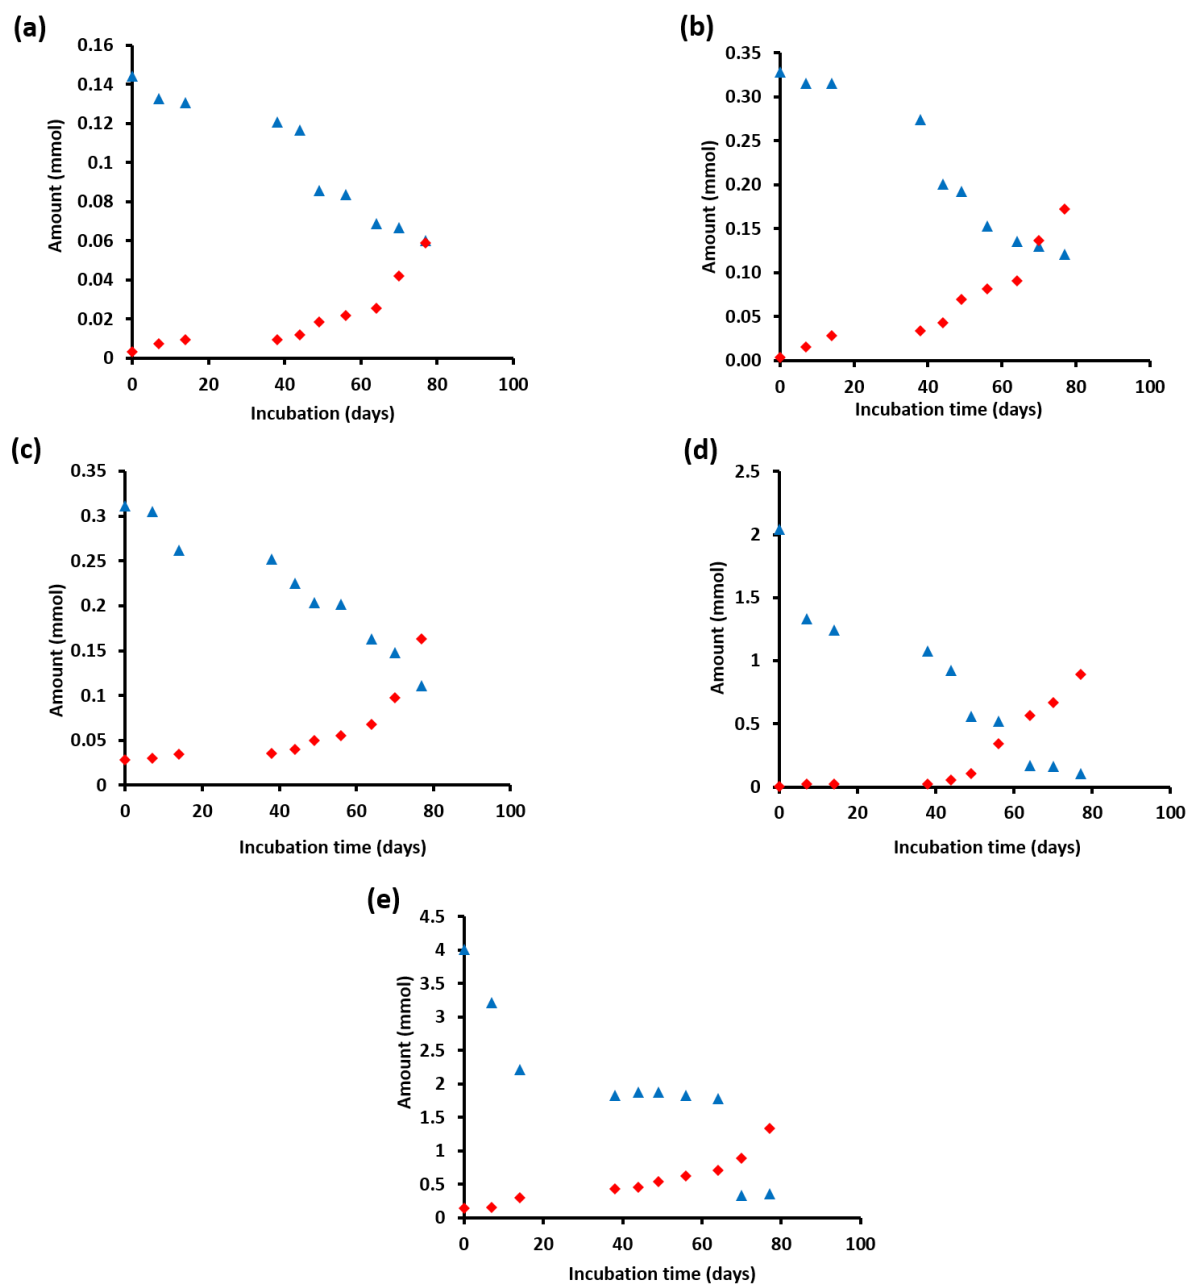 (a)
0.16
0.14
0.12
0.1
0.08
0.06
0.04
0.02
0
Amount (mmol)
0 20 40 60 80 100
Incubation (days)
(b)
0.35
0.30
0.25
0.20
0.15
0.10
0.05
0.00
Amount (mmol)
0 20 40 60 80 100
Incubation time (days)
(c)
0.35
0.3
0.25
0.2
0.15
0.1
0.05
0
Amount (mmol)
0 20 40 60 80 100
Incubation time (days)
(d)
2.5
2
1.5
1
0.5
0
Amount (mmol)
0 20 40 60 80 100
Incubation time (days)
(e)
4.5
4
3.5
3
2.5
2
1.5
1
0.5
0
Amount (mmol)
0 20 40 60 80 100
Incubation time (days)